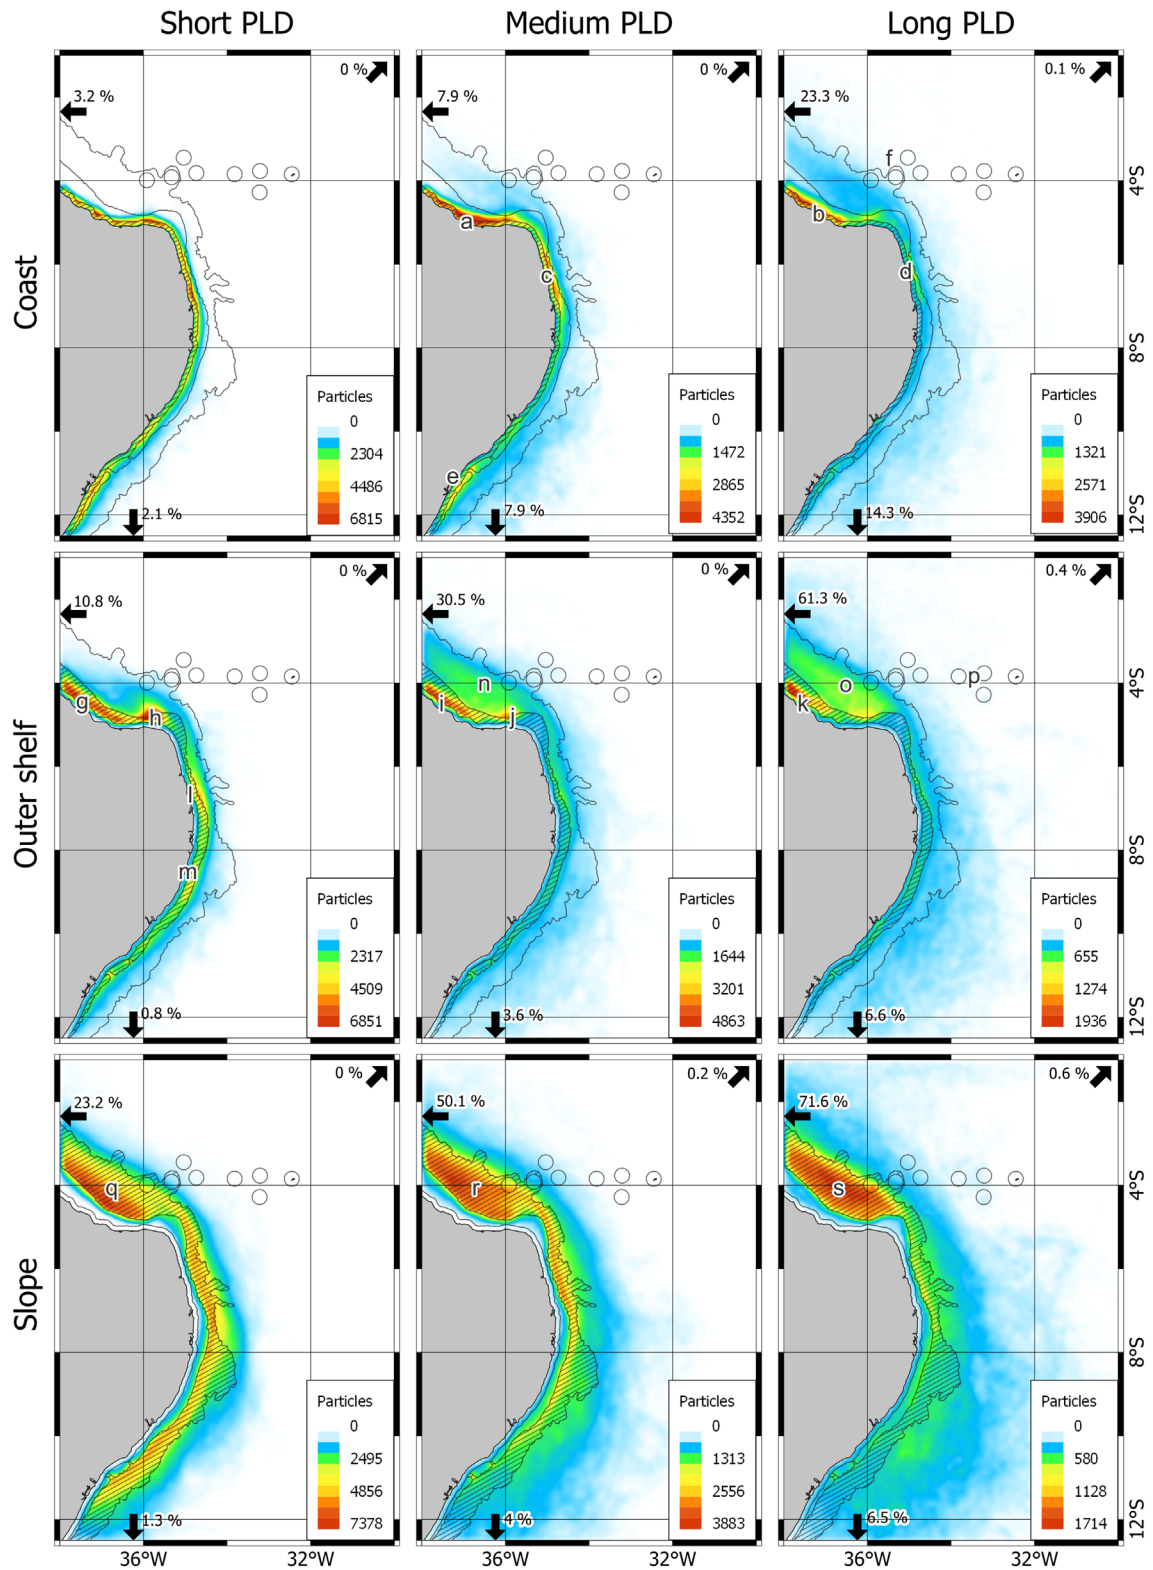 Short PLD
Medium PLD
Long PLD
Coast
0 %
3.2 %
2.1 %
Particles
0
2304
4486
6815
0 %
7.9 %
a
c
e
7.9 %
Particles
0
1472
2865
4352
0.1 %
23.3 %
f
b
d
14.3 %
Particles
0
1321
2571
3906
4°S
8°S
12°S
Outer shelf
0 %
10.8 %
g
h
l
m
0.8 %
Particles
0
2317
4509
6851
0 %
30.5 %
n
i
j
3.6 %
Particles
0
1644
3201
4863
0.4 %
61.3 %
p
o
k
6.6 %
Particles
0
655
1274
1936
4°S
8°S
12°S
Slope
0 %
23.2 %
q
1.3 %
Particles
0
2495
4856
7378
0.2 %
50.1 %
r
4 %
Particles
0
1313
2556
3883
0.6 %
71.6 %
s
6.5 %
Particles
0
580
1128
1714
4°S
8°S
12°S
36°W
32°W
36°W
32°W
36°W
32°W